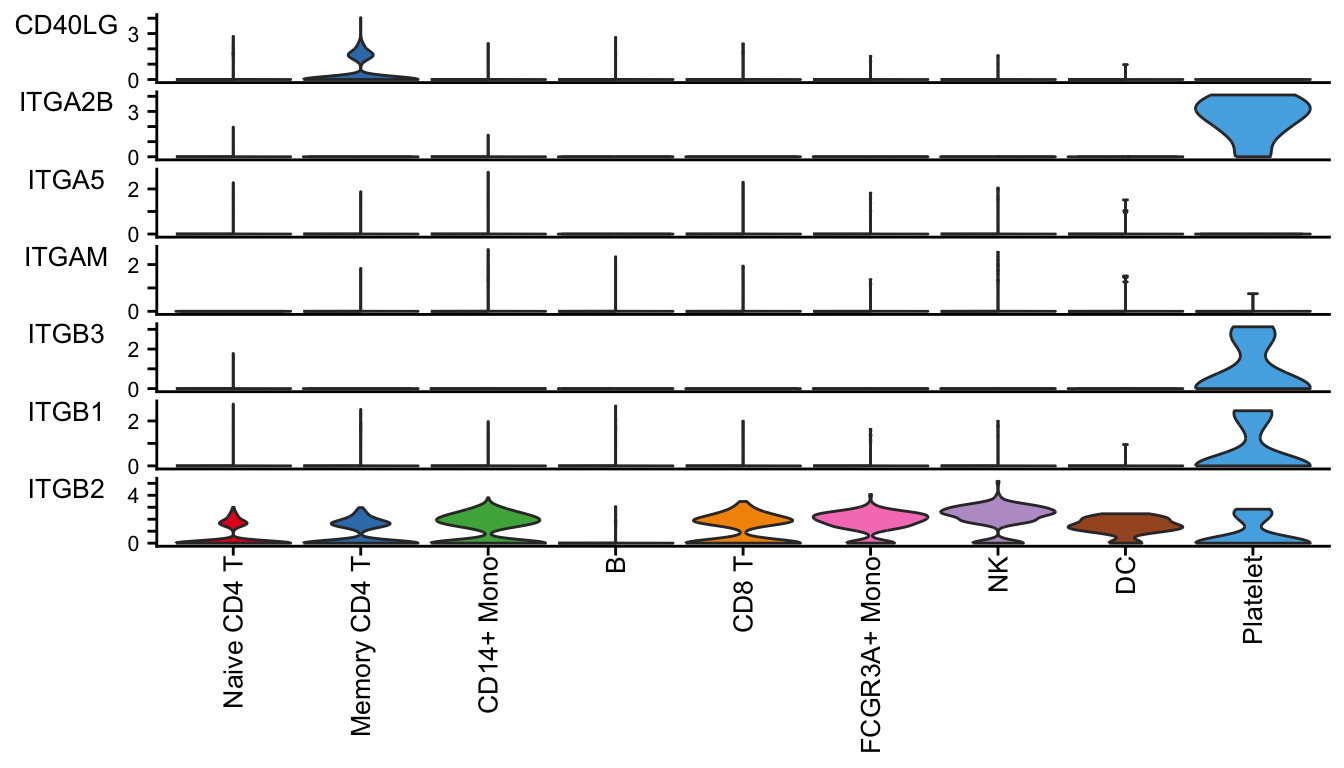 CD40LG
3
0
ITGA2B
3
0
ITGA5
2
0
ITGAM
2
0
ITGB3
2
0
ITGB1
2
0
ITGB2
4
0
Naive CD4 T
Memory CD4 T
CD14+ Mono
B
CD8 T
FCGR3A+ Mono
NK
DC
Platelet